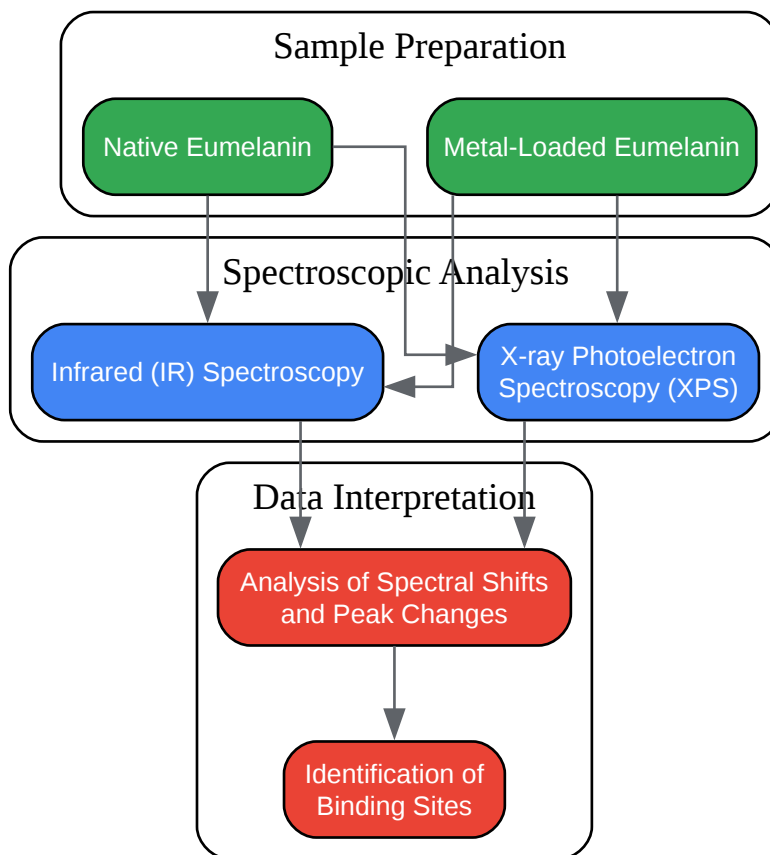 Sample Preparation
Native Eumelanin
Metal-Loaded Eumelanin
Spectroscopic Analysis
Infrared (IR) Spectroscopy
X-ray Photoelectron
Spectroscopy (XPS)
Data Interpretation
Analysis of Spectral Shifts
and Peak Changes
Identification of
Binding Sites